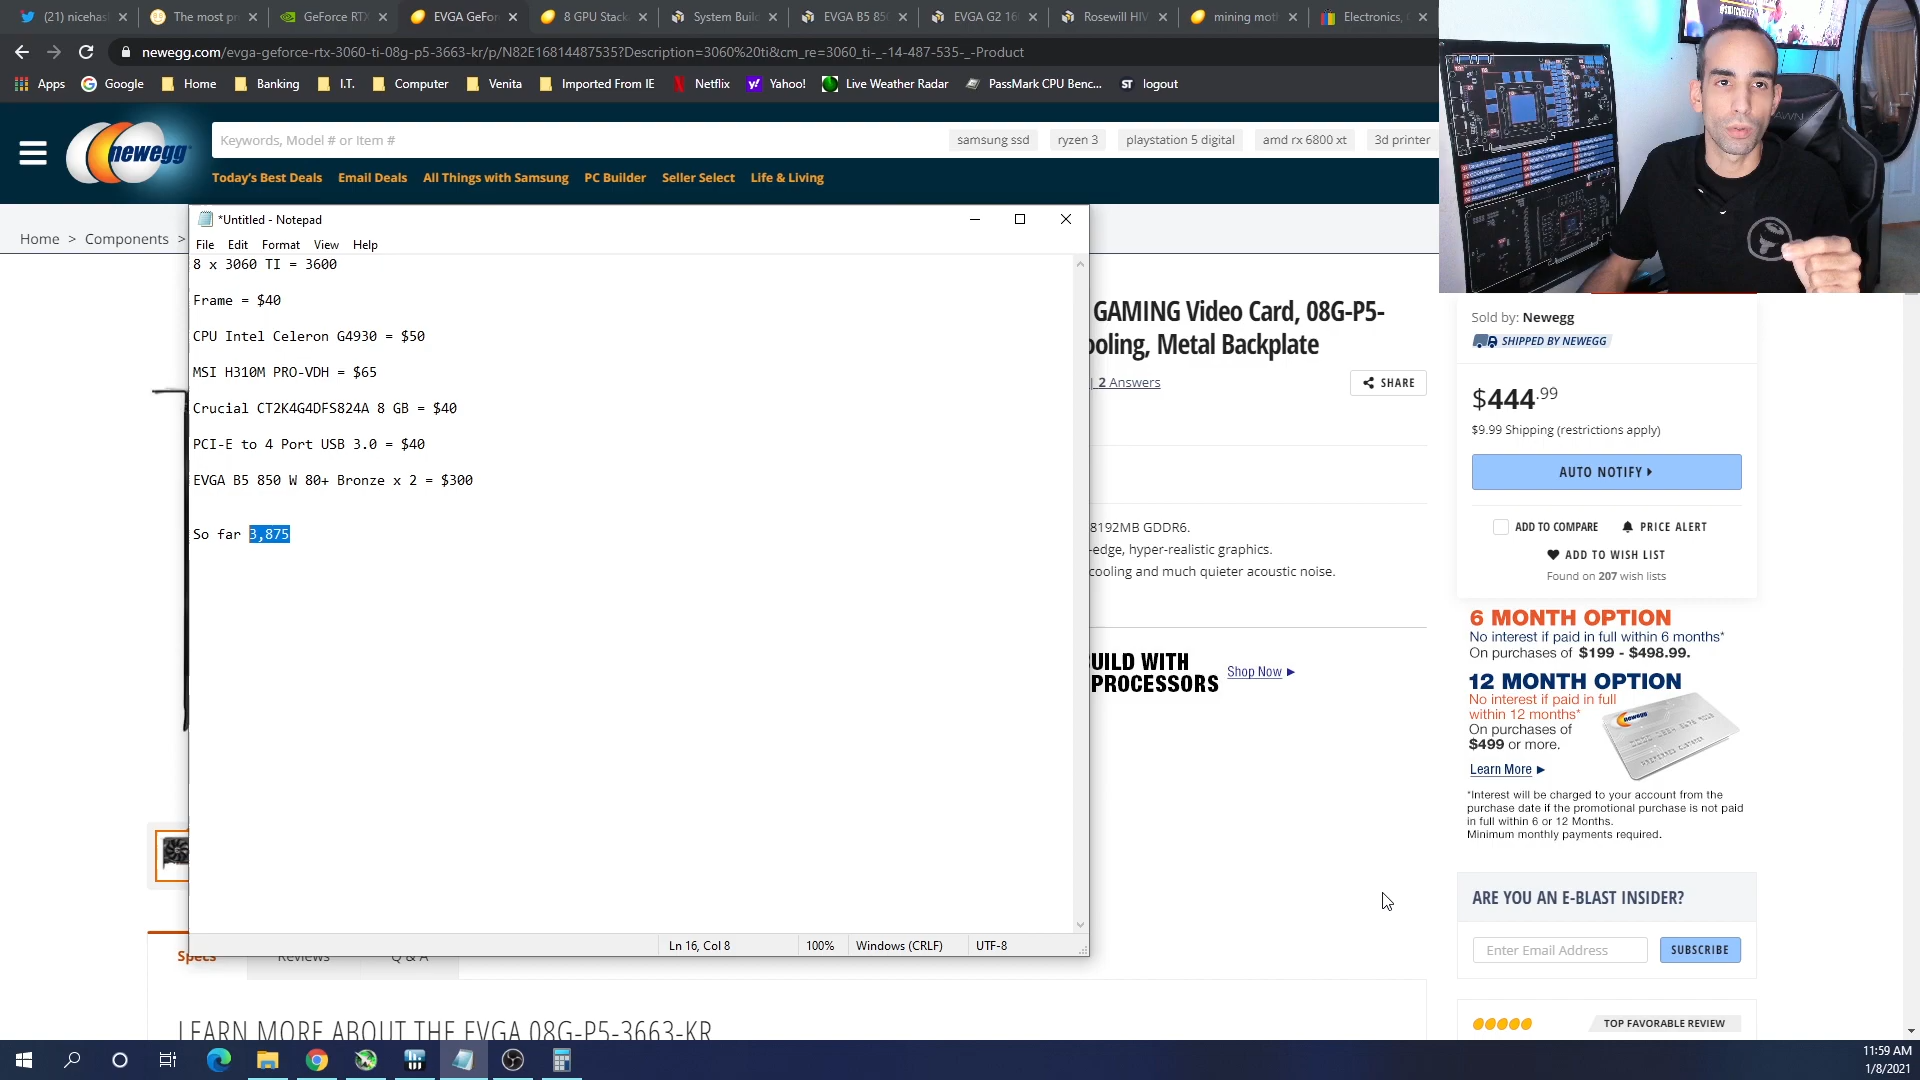 (21) nicehas
The most pr
GeForce RTX
EVGA GeFor
8 GPU Stack
System Build
EVGA B5 850
EVGA G2 16
Rosewill HIV
mining mot
Electronics,
newegg.com/evga-geforce-rtx-3060-ti-08g-p5-3663-kr/p/N82E16814487535?Description=3060%20ti&cm_re=3060_ti-_-14-487-535-_-Product
Apps
Google
Home
Banking
I.T.
Computer
Venita
Imported From IE
Netflix
Yahoo!
Live Weather Radar
PassMark CPU Benc...
ST logout
newegg
Keywords, Model # or Item #
samsung ssd
ryzen 3
playstation 5 digital
amd rx 6800 xt
3d printer
Today's Best Deals
Email Deals
All Things with Samsung
PC Builder
Seller Select
Life & Living
Home > Components >
*Untitled - Notepad
File Edit Format View Help
8 x 3060 TI = 3600
Frame = $40
CPU Intel Celeron G4930 = $50
MSI H310M PRO-VDH = $65
Crucial CT2K4G4DFS824A 8 GB = $40
PCI-E to 4 Port USB 3.0 = $40
EVGA B5 850 W 80+ Bronze x 2 = $300
So far 3,875
Ln 16, Col 8
100%
Windows (CRLF)
UTF-8
GAMING Video Card, 08G-P5-
ooling, Metal Backplate
| 2 Answers
SHARE
8192MB GDDR6.
-edge, hyper-realistic graphics.
cooling and much quieter acoustic noise.
UILD WITH
PROCESSORS
Shop Now
Sold by: Newegg
SHIPPED BY NEWEGG
$444.99
$9.99 Shipping (restrictions apply)
AUTO NOTIFY
ADD TO COMPARE
PRICE ALERT
ADD TO WISH LIST
Found on 207 wish lists
6 MONTH OPTION
No interest if paid in full within 6 months*
On purchases of $199 - $498.99.
12 MONTH OPTION
No interest if paid in full
within 12 months*
On purchases of
$499 or more.
Learn More
newegg
*Interest will be charged to your account from the
purchase date if the promotional purchase is not paid
in full within 6 or 12 Months.
Minimum monthly payments required.
ARE YOU AN E-BLAST INSIDER?
Enter Email Address
SUBSCRIBE
TOP FAVORABLE REVIEW
Specs
Reviews
Q & A
LEARN MORE ABOUT THE EVGA 08G-P5-3663-KR
11:59 AM
1/8/2021